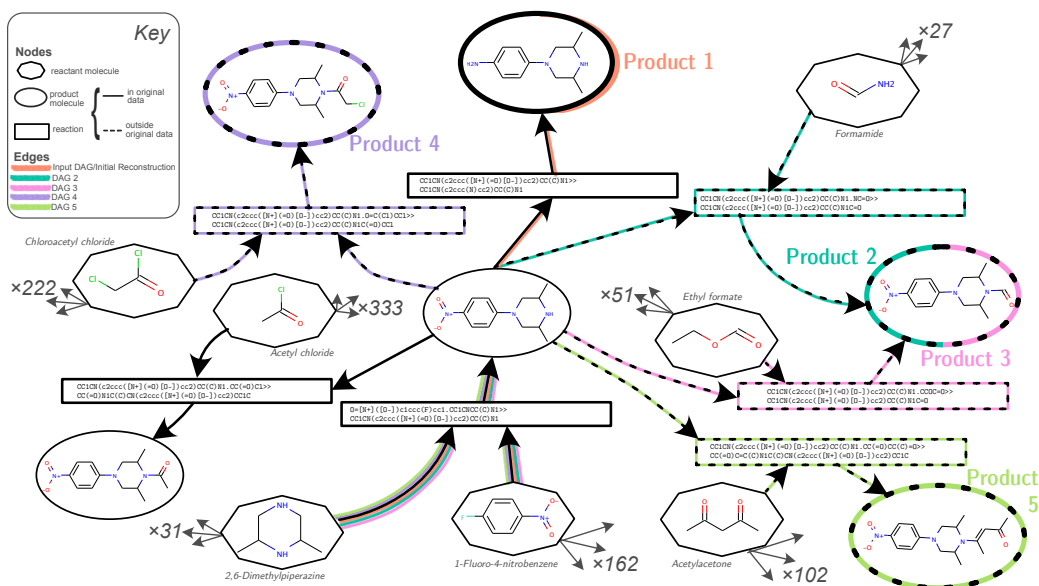 Key
Nodes
reactant molecule
product
molecule
in original
data
reaction
outside
original data
Edges
Input DAG/Initial Reconstruction
DAG 2
DAG 3
DAG 4
DAG 5
Product 1
×27
Formamide
Product 4
CC1CN(c2ccc([N+](=O)[O-])cc2)CC(C)N1>>
CC1CN(c2ccc(N)cc2)CC(C)N1
CC1CN(c2ccc([N+](=O)[O-])cc2)CC(C)N1.NC=O>>
CC1CN(c2ccc([N+](=O)[O-])cc2)CC(C)N1C=O
CC1CN(c2ccc([N+](=O)[O-])cc2)CC(C)N1.O=C(Cl)CCl>>
CC1CN(c2ccc([N+](=O)[O-])cc2)CC(C)N1C(=O)CCl
Chloroacetyl chloride
×222
×333
Acetyl chloride
Product 2
×51
Ethyl formate
Product 3
CC1CN(c2ccc([N+](=O)[O-])cc2)CC(C)N1.CC(=O)Cl>>
CC(=O)N1C(C)CN(c2ccc([N+](=O)[O-])cc2)CC1C
CC1CN(c2ccc([N+](=O)[O-])cc2)CC(C)N1.CCOC=O>>
CC1CN(c2ccc([N+](=O)[O-])cc2)CC(C)N1C=O
O=[N+]([O-])c1ccc(F)cc1.CC1CNCC(C)N1>>
CC1CN(c2ccc([N+](=O)[O-])cc2)CC(C)N1
CC1CN(c2ccc([N+](=O)[O-])cc2)CC(C)N1.CC(=O)CC(C)=O>>
CC(=O)C=C(C)N1C(C)CN(c2ccc([N+](=O)[O-])cc2)CC1C
Product
5
×31
2,6-Dimethylpiperazine
1-Fluoro-4-nitrobenzene
×162
Acetylacetone
×102